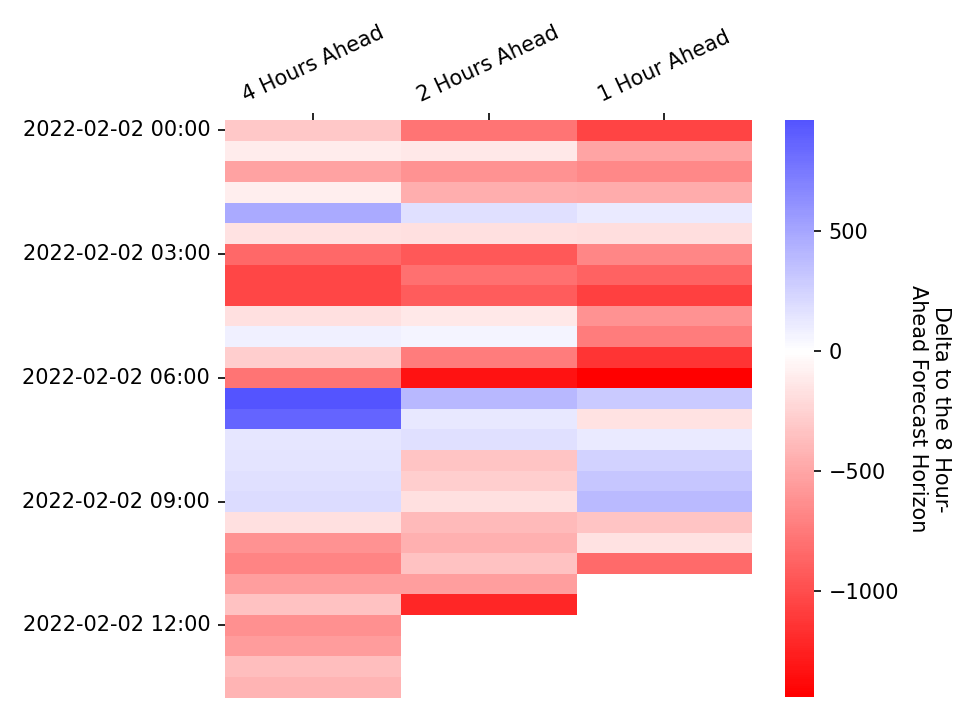 4 Hours Ahead
2 Hours Ahead
1 Hour Ahead
2022-02-02 00:00
2022-02-02 03:00
2022-02-02 06:00
2022-02-02 09:00
2022-02-02 12:00
500
0
−500
−1000
Delta to the 8 Hour-
Ahead Forecast Horizon